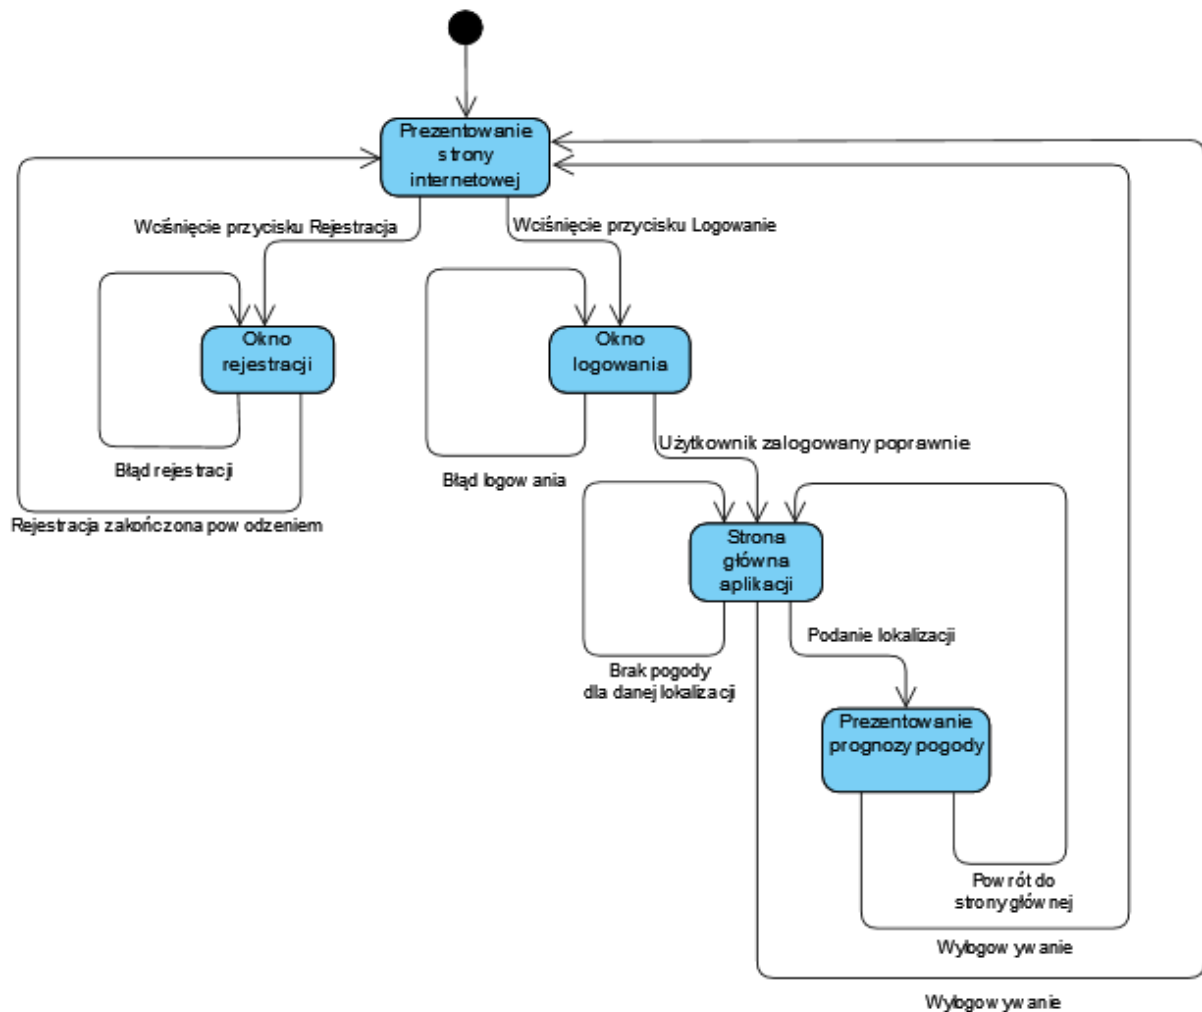 Prezentowanie
strony
internetowej
Wciśnięcie przycisku Rejestracja
Wciśnięcie przycisku Logowanie
Okno
rejestracji
Okno
logowania
Błąd rejestracji
Rejestracja zakończona powodzeniem
Błąd logowania
Użytkownik zalogowany poprawnie
Strona
główna
aplikacji
Brak pogody
dla danej lokalizacji
Podanie lokalizacji
Prezentowanie
prognozy pogody
Powrót do
strony głównej
Wylogowywanie
Wylogowywanie